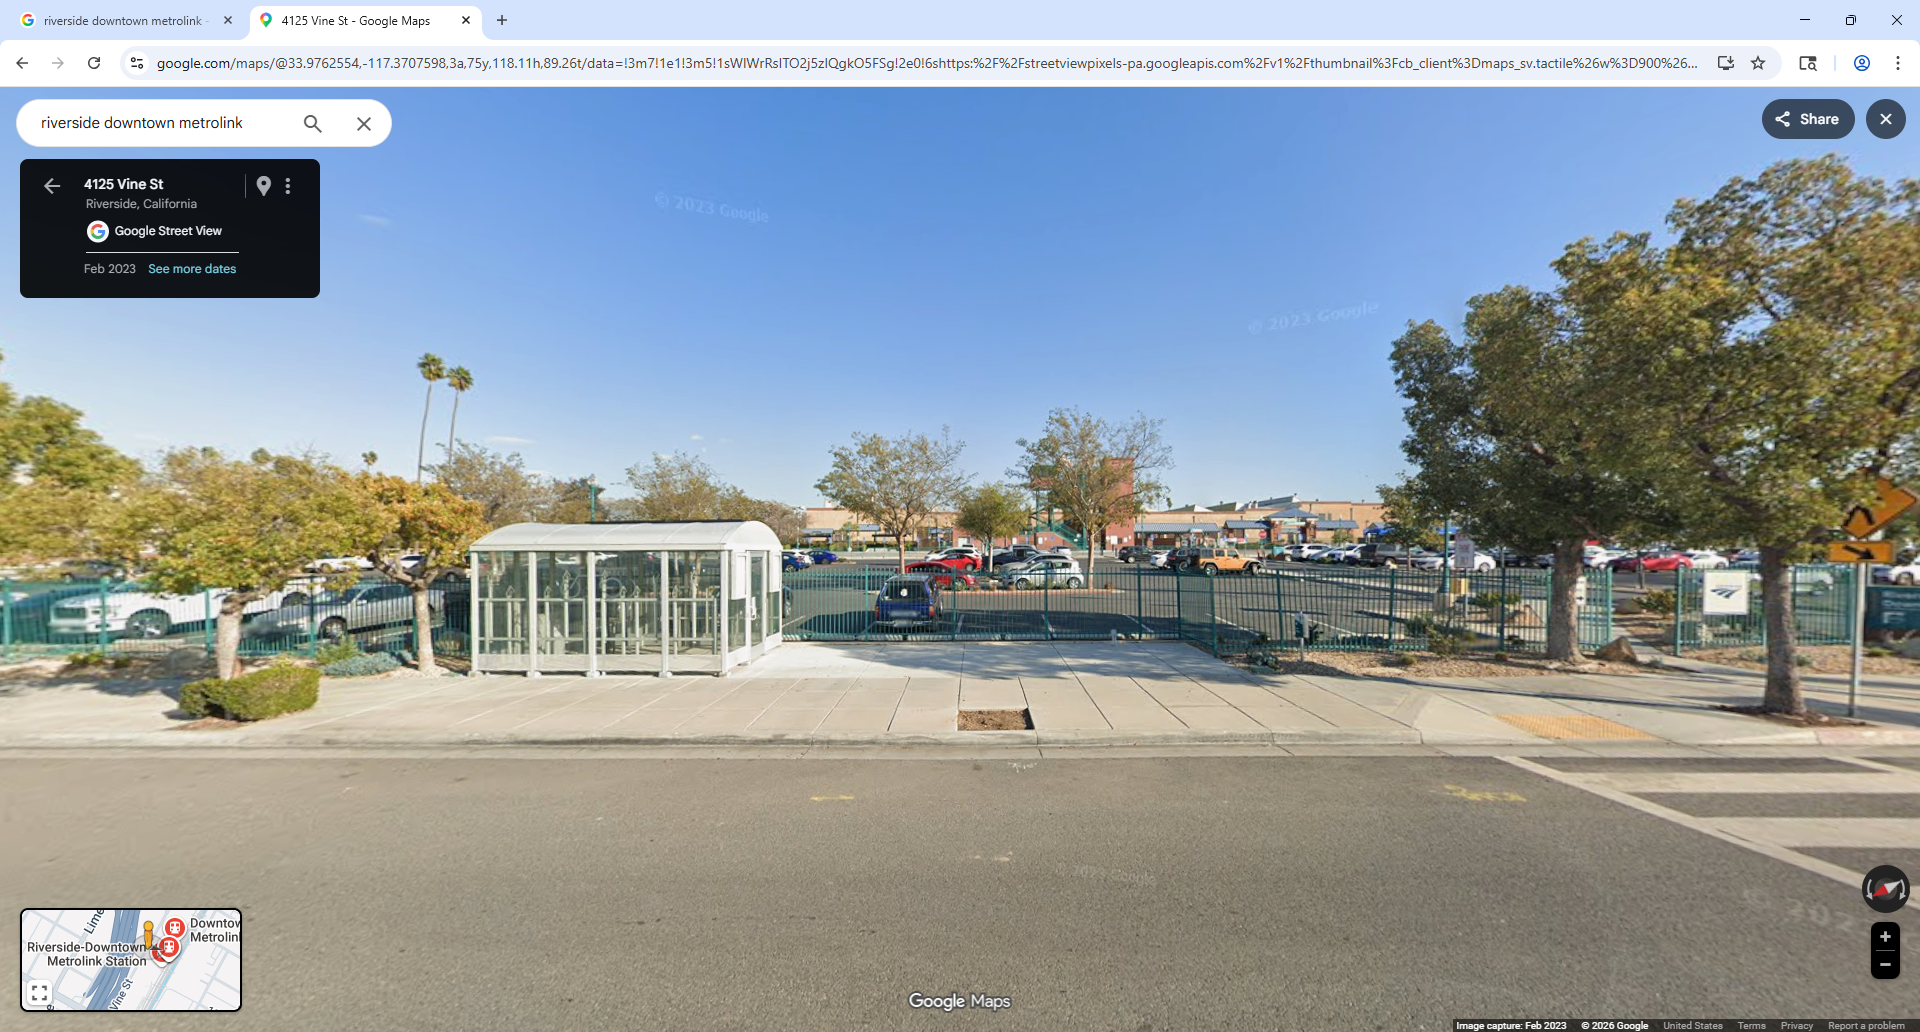 riverside downtown metrolink -
4125 Vine St - Google Maps
google.com/maps/@33.9762554,-117.3707598,3a,75y,118.11h,89.26t/data=!3m7!1e1!3m5!1sWIWrRsITO2j5zIQgkO5FSg!2e0!6shttps:%2F%2Fstreetviewpixels-pa.googleapis.com%2Fv1%2Fthumbnail%3Fcb_client%3Dmaps_sv.tactile%26w%3D900%26...
riverside downtown metrolink
Share
4125 Vine St
Riverside, California
Google Street View
Feb 2023 See more dates
© 2023 Google
© 2023 Google
Lime
Downtow
Metrolink
Riverside-Downtown
Metrolink Station
Vine St
Google Maps
Image capture: Feb 2023 © 2026 Google United States Terms Privacy Report a problem